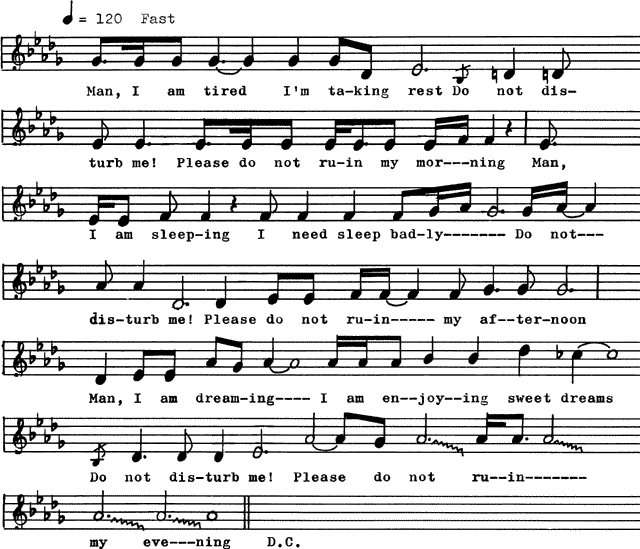 = 120 Fast
Man, I am tired I'm ta-king rest Do not dis-
turb me! Please do not ru-in my mor---ning Man,
I am sleep-ing I need sleep bad-ly------- Do not---
dis-turb me! Please do not ru-in----- my af--ter-noon
Man, I am dream-ing---- I am en--joy--ing sweet dreams
Do not dis-turb me! Please do not ru--in-------
my eve---ning D.C.